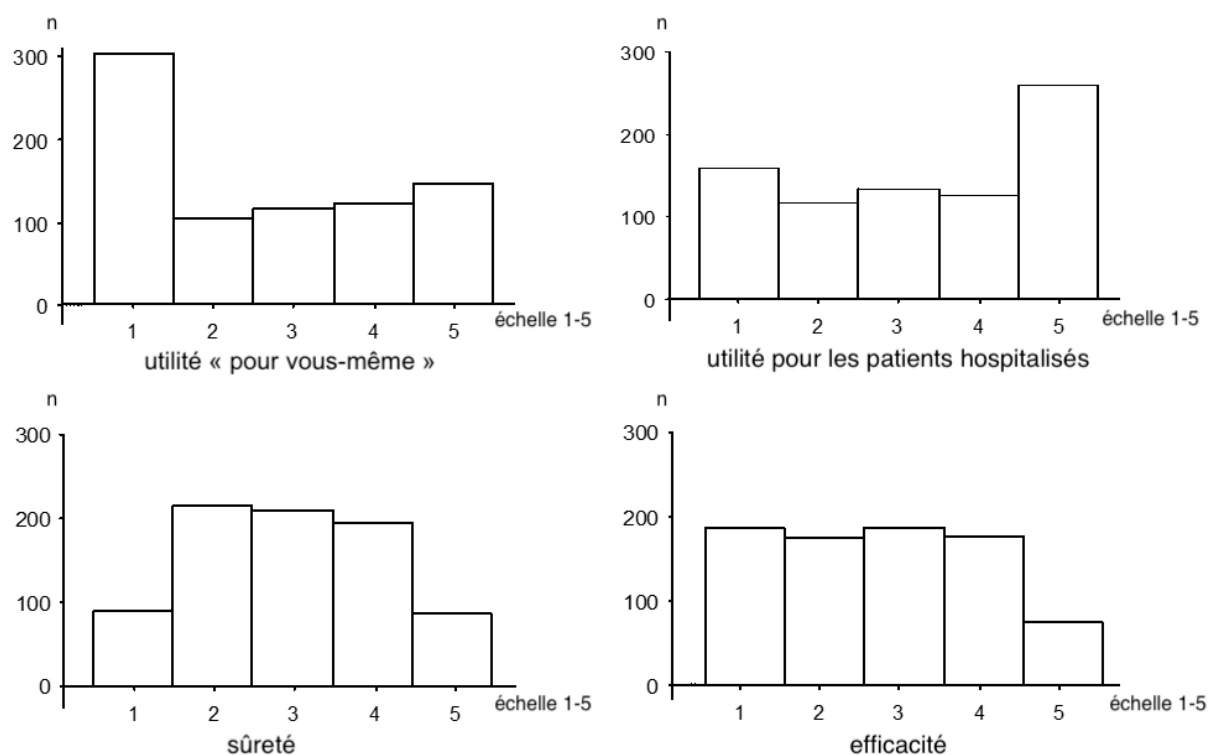 n
300
200
100
0
1 2 3 4 5 échelle 1-5
utilité « pour vous-même »
n
300
200
100
0
1 2 3 4 5 échelle 1-5
utilité pour les patients hospitalisés
n
300
200
100
0
1 2 3 4 5 échelle 1-5
sûreté
n
300
200
100
0
1 2 3 4 5 échelle 1-5
efficacité